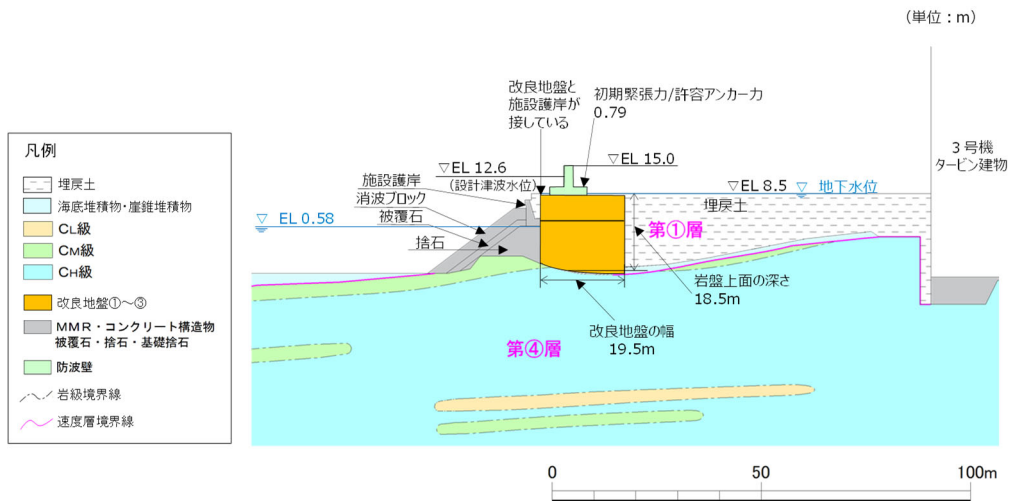 （単位：m）
改良地盤と
施設護岸が
接している
初期緊張力/許容アンカー力
0.79
3号機
タービン建物
▽EL 12.6
(設計津波水位)
▽EL 15.0
▽EL 8.5
▽ 地下水位
埋戻土
施設護岸
消波ブロック
被覆石
捨石
▽ EL 0.58
第①層
岩盤上面の深さ
18.5m
改良地盤の幅
19.5m
第④層
凡例
埋戻土
海底堆積物・崖錐堆積物
CL級
CM級
CH級
改良地盤①～③
MMR・コンクリート構造物
被覆石・捨石・基礎捨石
防波壁
岩級境界線
速度層境界線
0
50
100m